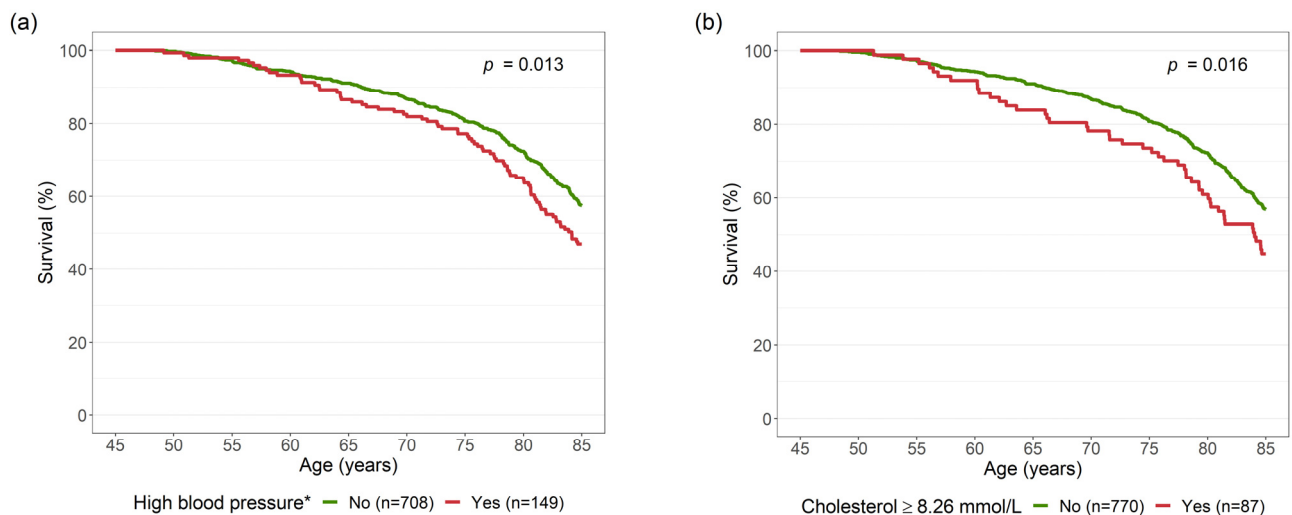 (a)
p = 0.013
100
80
60
40
20
0
Survival (%)
45 50 55 60 65 70 75 80 85
Age (years)
High blood pressure* No (n=708) Yes (n=149)
(b)
p = 0.016
100
80
60
40
20
0
Survival (%)
45 50 55 60 65 70 75 80 85
Age (years)
Cholesterol ≥ 8.26 mmol/L No (n=770) Yes (n=87)